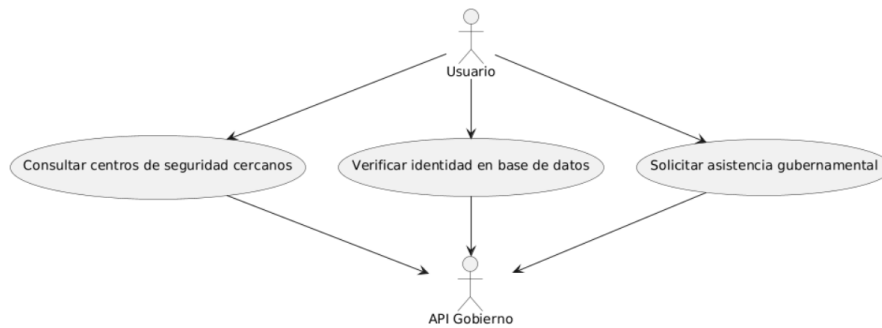 Usuario
Consultar centros de seguridad cercanos
Verificar identidad en base de datos
Solicitar asistencia gubernamental
API Gobierno